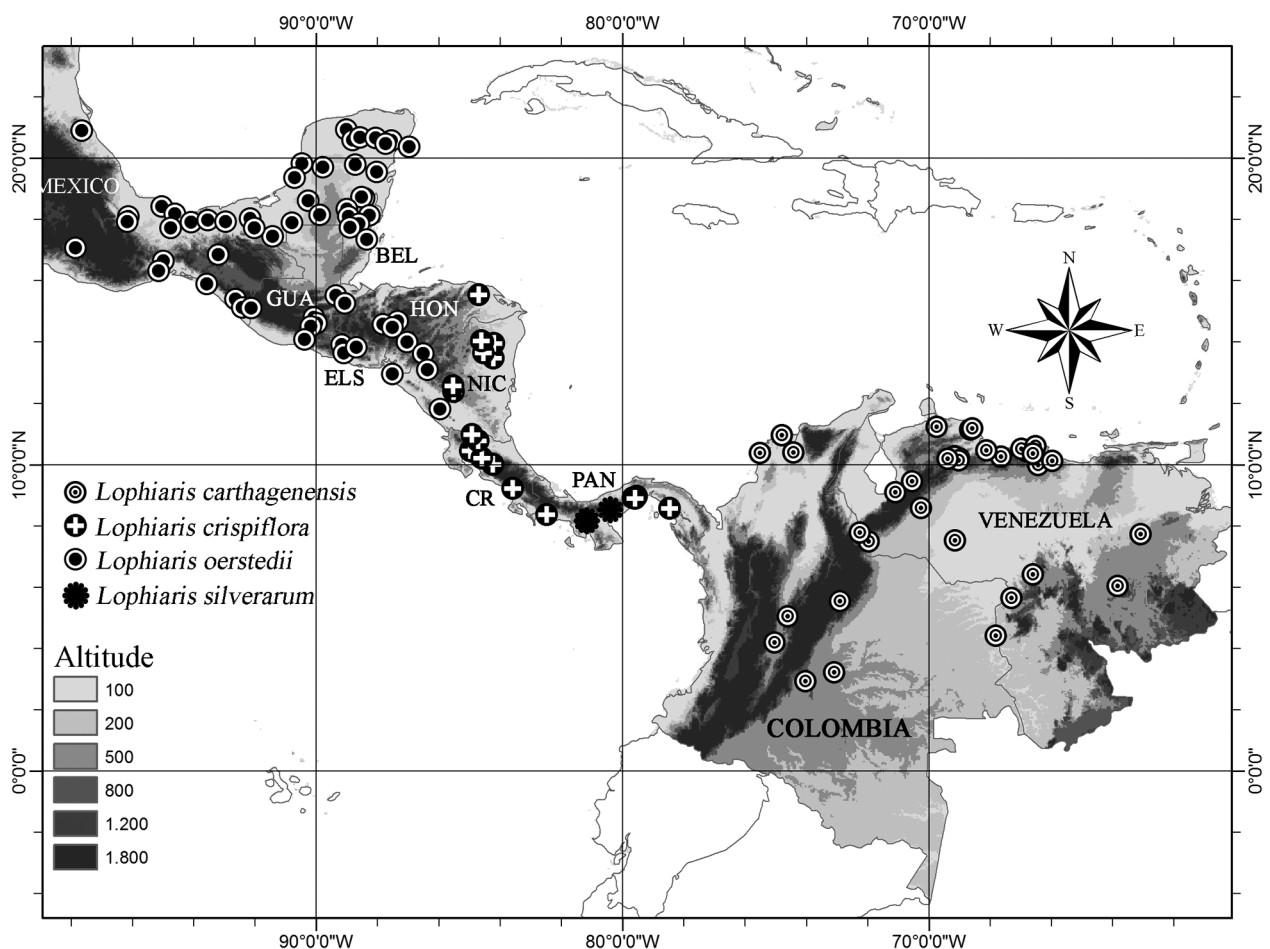 90°0'0"W
80°0'0"W
70°0'0"W
20°0'0"N
20°0'0"N
MEXICO
BEL
GUA
HON
ELS
NIC
N
W
E
S
10°0'0"N
10°0'0"N
CR
PAN
VENEZUELA
COLOMBIA
Lophiaris carthagenensis
Lophiaris crispiflora
Lophiaris oerstedii
Lophiaris silverarum
Altitude
100
200
500
800
1.200
1.800
0°0'0"
0°0'0"
90°0'0"W
80°0'0"W
70°0'0"W